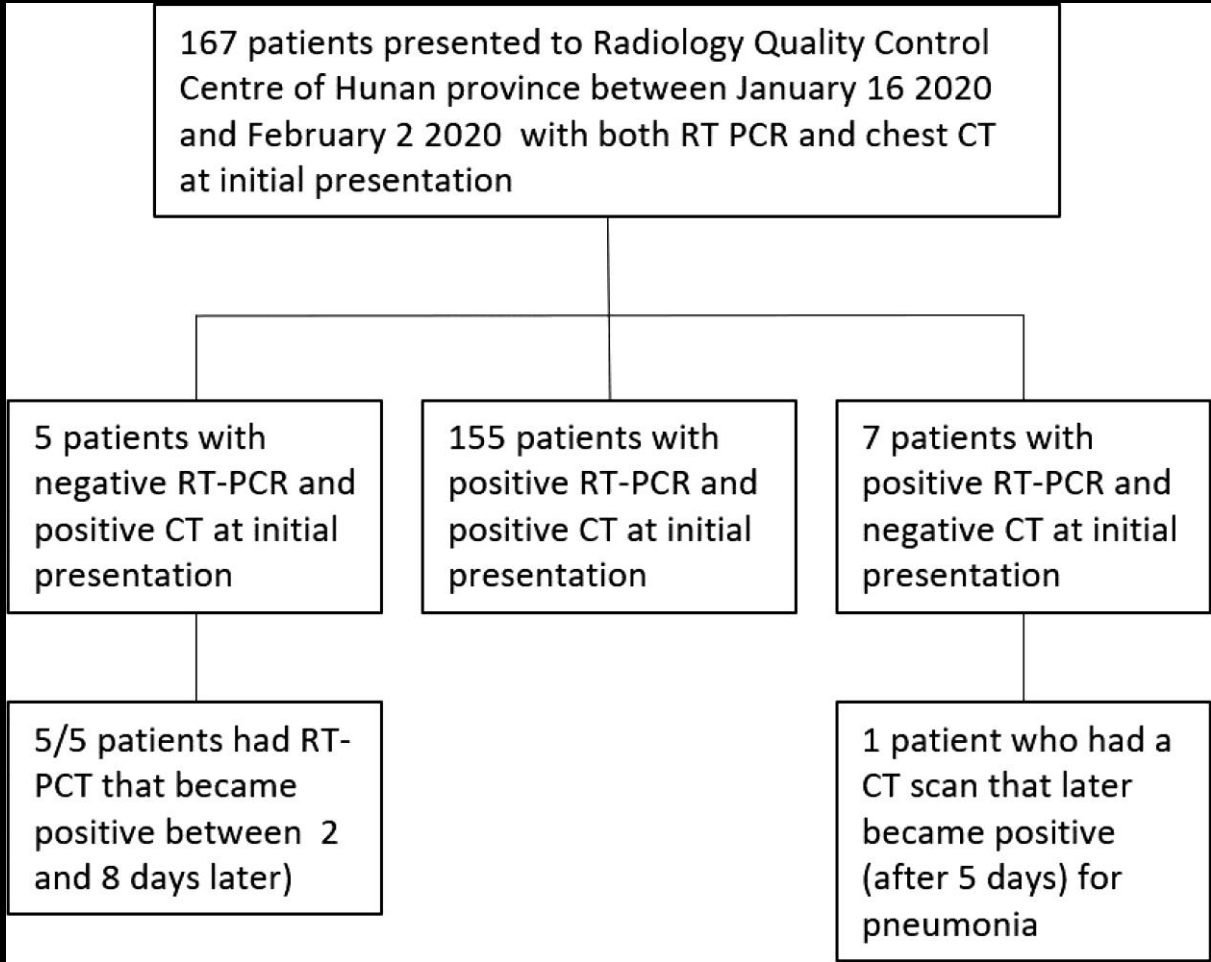 167 patients presented to Radiology Quality Control
Centre of Hunan province between January 16 2020
and February 2 2020 with both RT PCR and chest CT
at initial presentation
5 patients with
negative RT-PCR and
positive CT at initial
presentation
155 patients with
positive RT-PCR and
positive CT at initial
presentation
7 patients with
positive RT-PCR and
negative CT at initial
presentation
5/5 patients had RT-
PCT that became
positive between 2
and 8 days later)
1 patient who had a
CT scan that later
became positive
(after 5 days) for
pneumonia